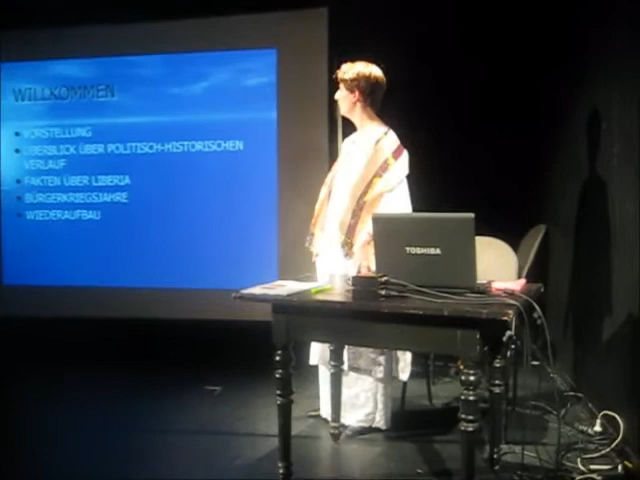 WILLKOMMEN
VORSTELLUNG
ÜBERBLICK ÜBER POLITISCH-HISTORISCHEN
VERLAUF
FAKTEN ÜBER LIBERIA
BÜRGERKRIEGSJAHRE
WIEDERAUFBAU
TOSHIBA